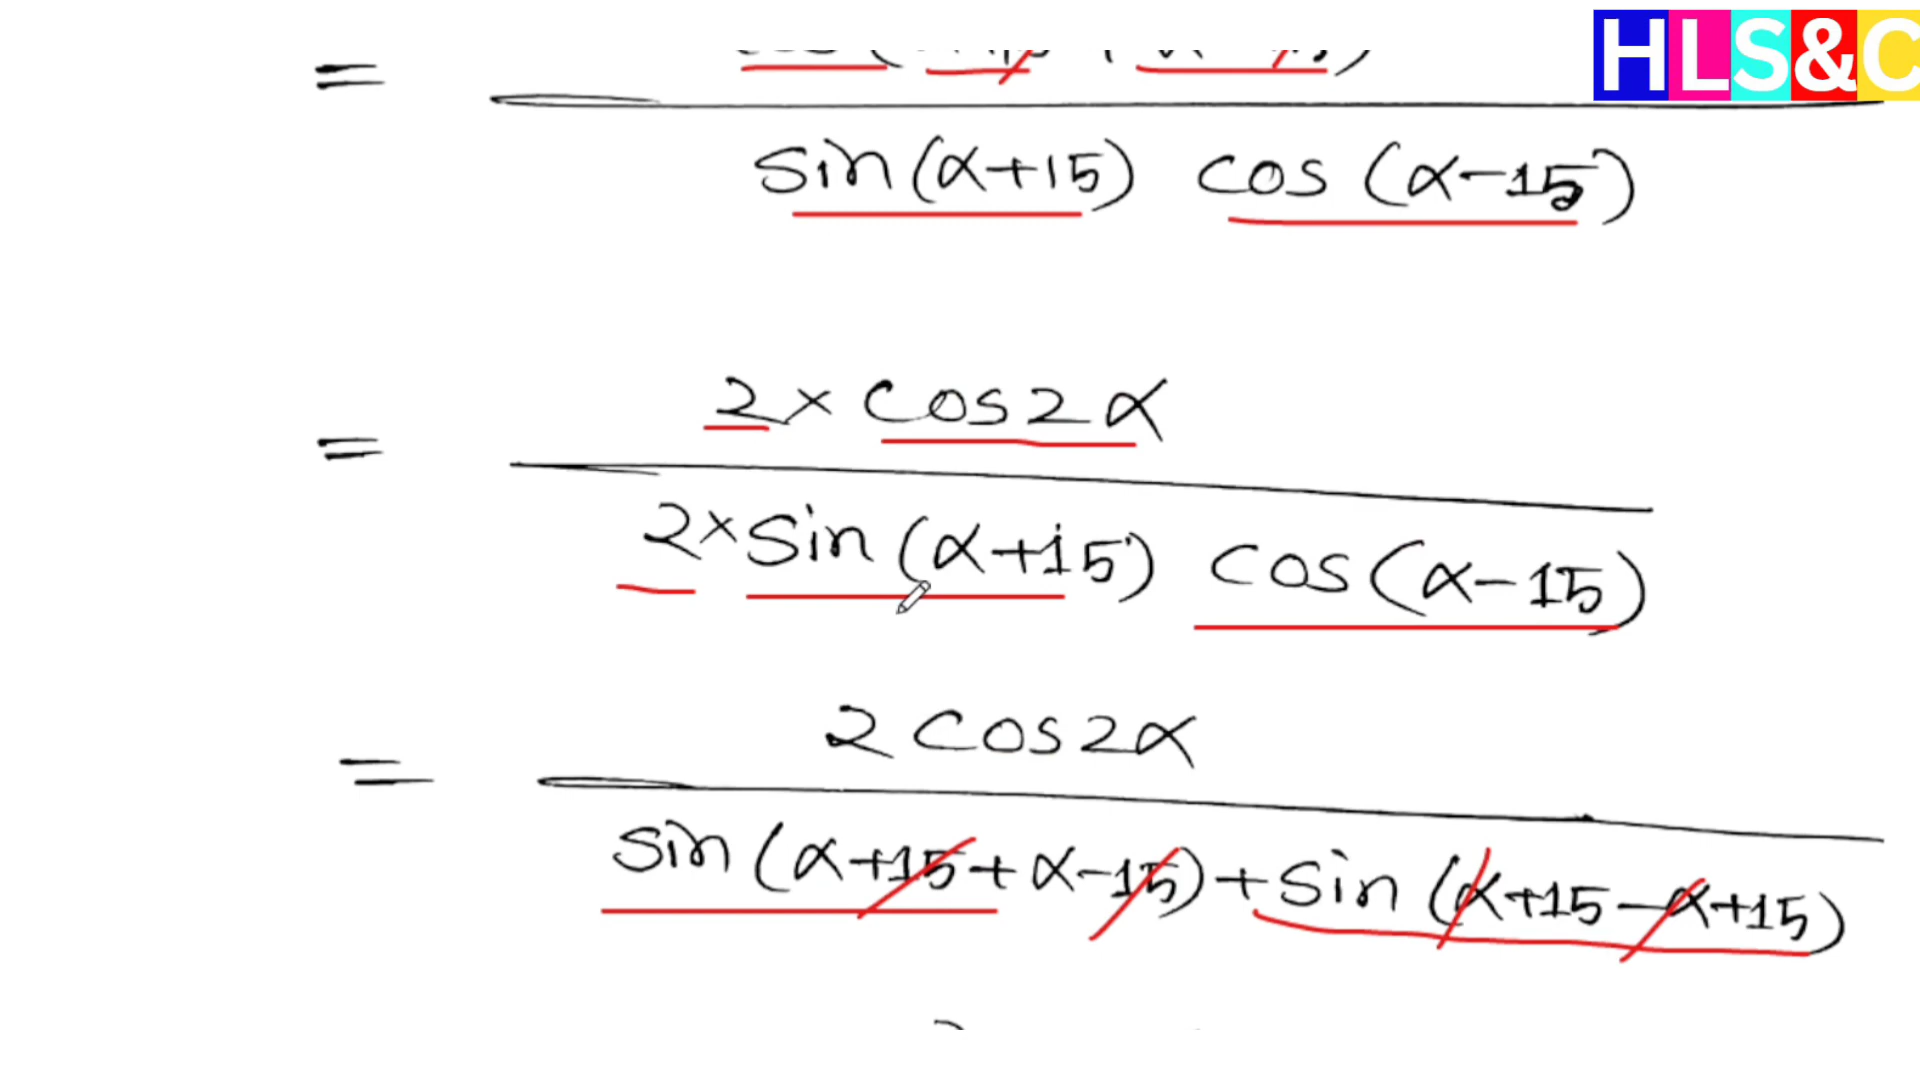 HLS&C
=
sin(α+15) cos(α-15)
= 2× cos2α
2×sin(α+15) cos(α-15)
= 2cos2α
sin(α+15+α-15)+sin(α+15-α+15)